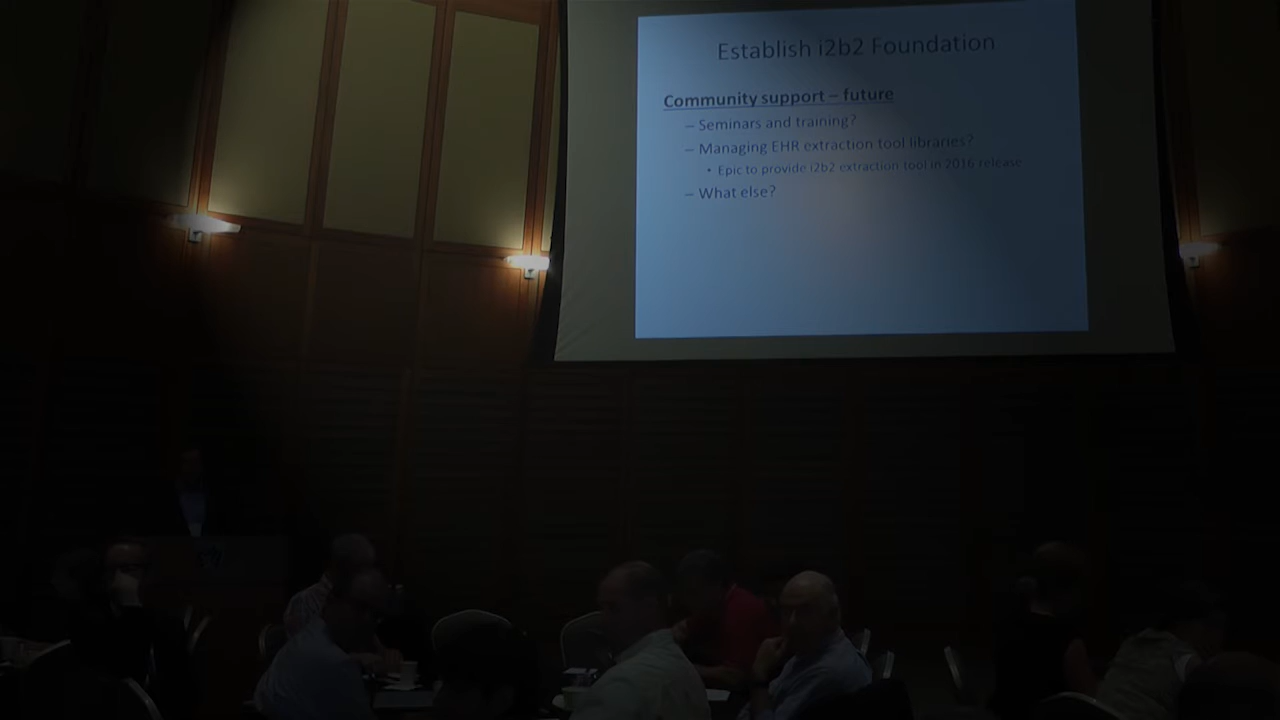 Establish i2b2 Foundation
Community support – future
– Seminars and training?
– Managing EHR extraction tool libraries?
• Epic to provide i2b2 extraction tool in 2016 release
– What else?